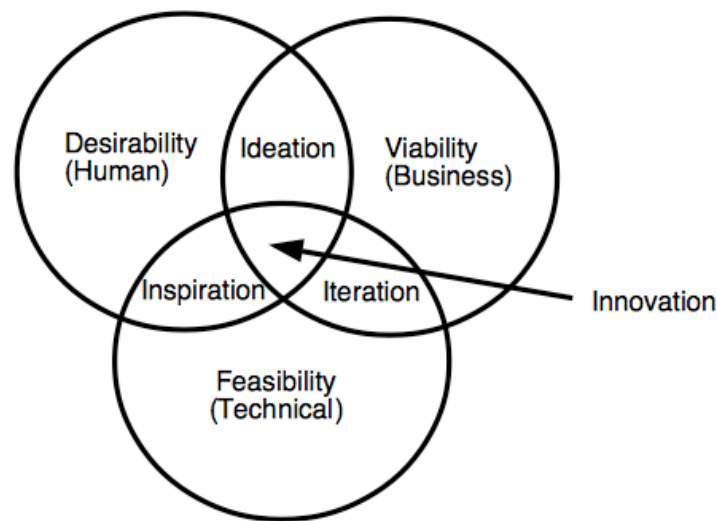 Desirability
(Human)
Ideation
Viability
(Business)
Inspiration
Iteration
Innovation
Feasibility
(Technical)